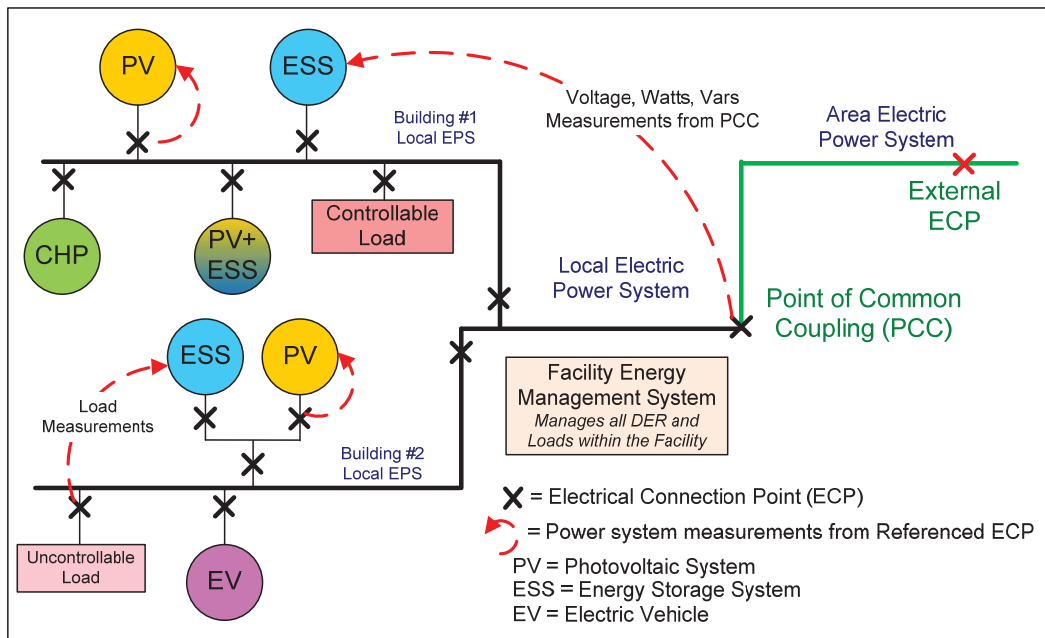 PV
ESS
Building #1
Local EPS
Voltage, Watts, Vars
Measurements from PCC
Area Electric
Power System
External
ECP
CHP
PV+
ESS
Controllable
Load
Local Electric
Power System
Point of Common
Coupling (PCC)
ESS
PV
Load
Measurements
Facility Energy
Management System
Manages all DER and
Loads within the Facility
Building #2
Local EPS
Uncontrollable
Load
EV
X = Electrical Connection Point (ECP)
= Power system measurements from Referenced ECP
PV = Photovoltaic System
ESS = Energy Storage System
EV = Electric Vehicle